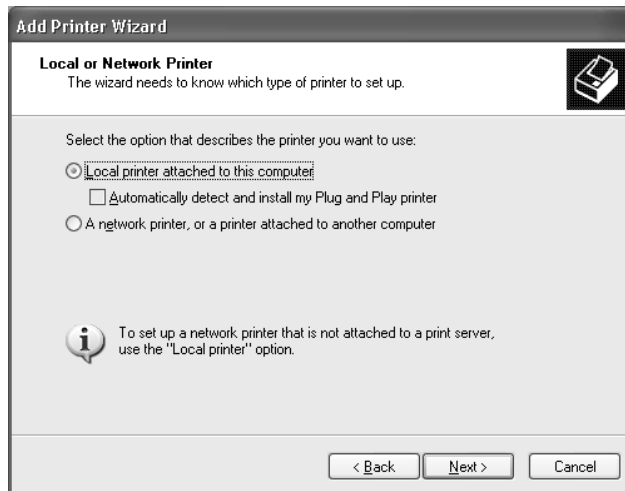 Add Printer Wizard
Local or Network Printer
The wizard needs to know which type of printer to set up.
Select the option that describes the printer you want to use:
Local printer attached to this computer
Automatically detect and install my Plug and Play printer
A network printer, or a printer attached to another computer
To set up a network printer that is not attached to a print server,
use the "Local printer" option.
< Back Next > Cancel